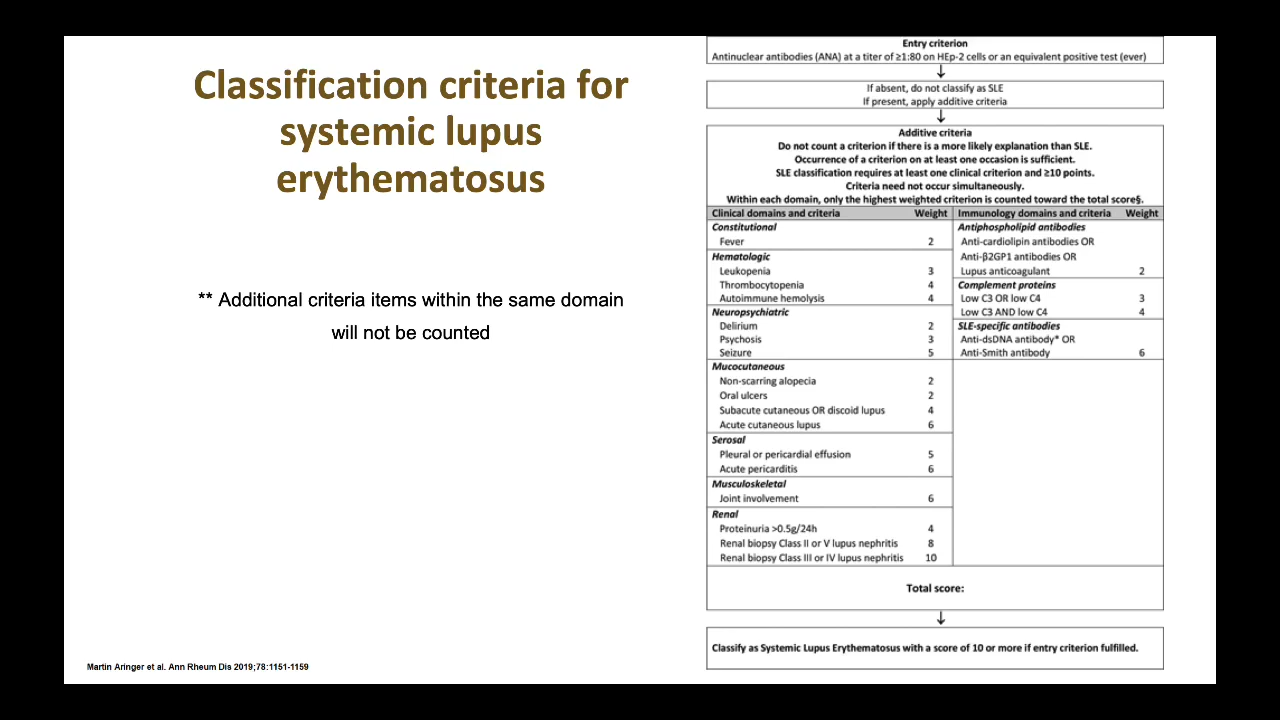 Classification criteria for
systemic lupus
erythematosus
** Additional criteria items within the same domain
will not be counted
Martin Aringer et al. Ann Rheum Dis 2019;78:1151-1159
Entry criterion
Antinuclear antibodies (ANA) at a titer of ≥1:80 on HEp-2 cells or an equivalent positive test (ever)
If absent, do not classify as SLE
If present, apply additive criteria
Additive criteria
Do not count a criterion if there is a more likely explanation than SLE.
Occurrence of a criterion on at least one occasion is sufficient.
SLE classification requires at least one clinical criterion and ≥10 points.
Criteria need not occur simultaneously.
Within each domain, only the highest weighted criterion is counted toward the total score§.
Clinical domains and criteria Weight
Constitutional
Fever 2
Hematologic
Leukopenia 3
Thrombocytopenia 4
Autoimmune hemolysis 4
Neuropsychiatric
Delirium 2
Psychosis 3
Seizure 5
Mucocutaneous
Non-scarring alopecia 2
Oral ulcers 2
Subacute cutaneous OR discoid lupus 4
Acute cutaneous lupus 6
Serosal
Pleural or pericardial effusion 5
Acute pericarditis 6
Musculoskeletal
Joint involvement 6
Renal
Proteinuria >0.5g/24h 4
Renal biopsy Class II or V lupus nephritis 8
Renal biopsy Class III or IV lupus nephritis 10
Immunology domains and criteria Weight
Antiphospholipid antibodies
Anti-cardiolipin antibodies OR
Anti-β2GP1 antibodies OR
Lupus anticoagulant 2
Complement proteins
Low C3 OR low C4 3
Low C3 AND low C4 4
SLE-specific antibodies
Anti-dsDNA antibody* OR
Anti-Smith antibody 6
Total score:
Classify as Systemic Lupus Erythematosus with a score of 10 or more if entry criterion fulfilled.